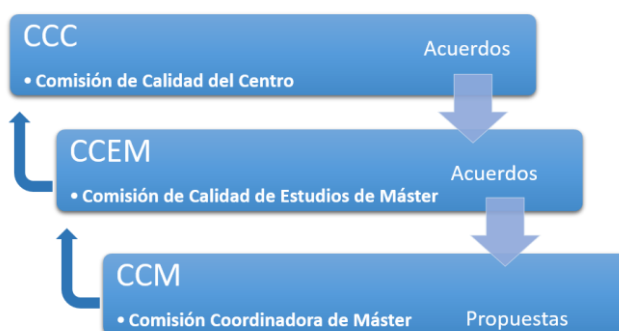 CCC
Acuerdos
• Comisión de Calidad del Centro
CCEM
Acuerdos
• Comisión de Calidad de Estudios de Máster
CCM
• Comisión Coordinadora de Máster
Propuestas